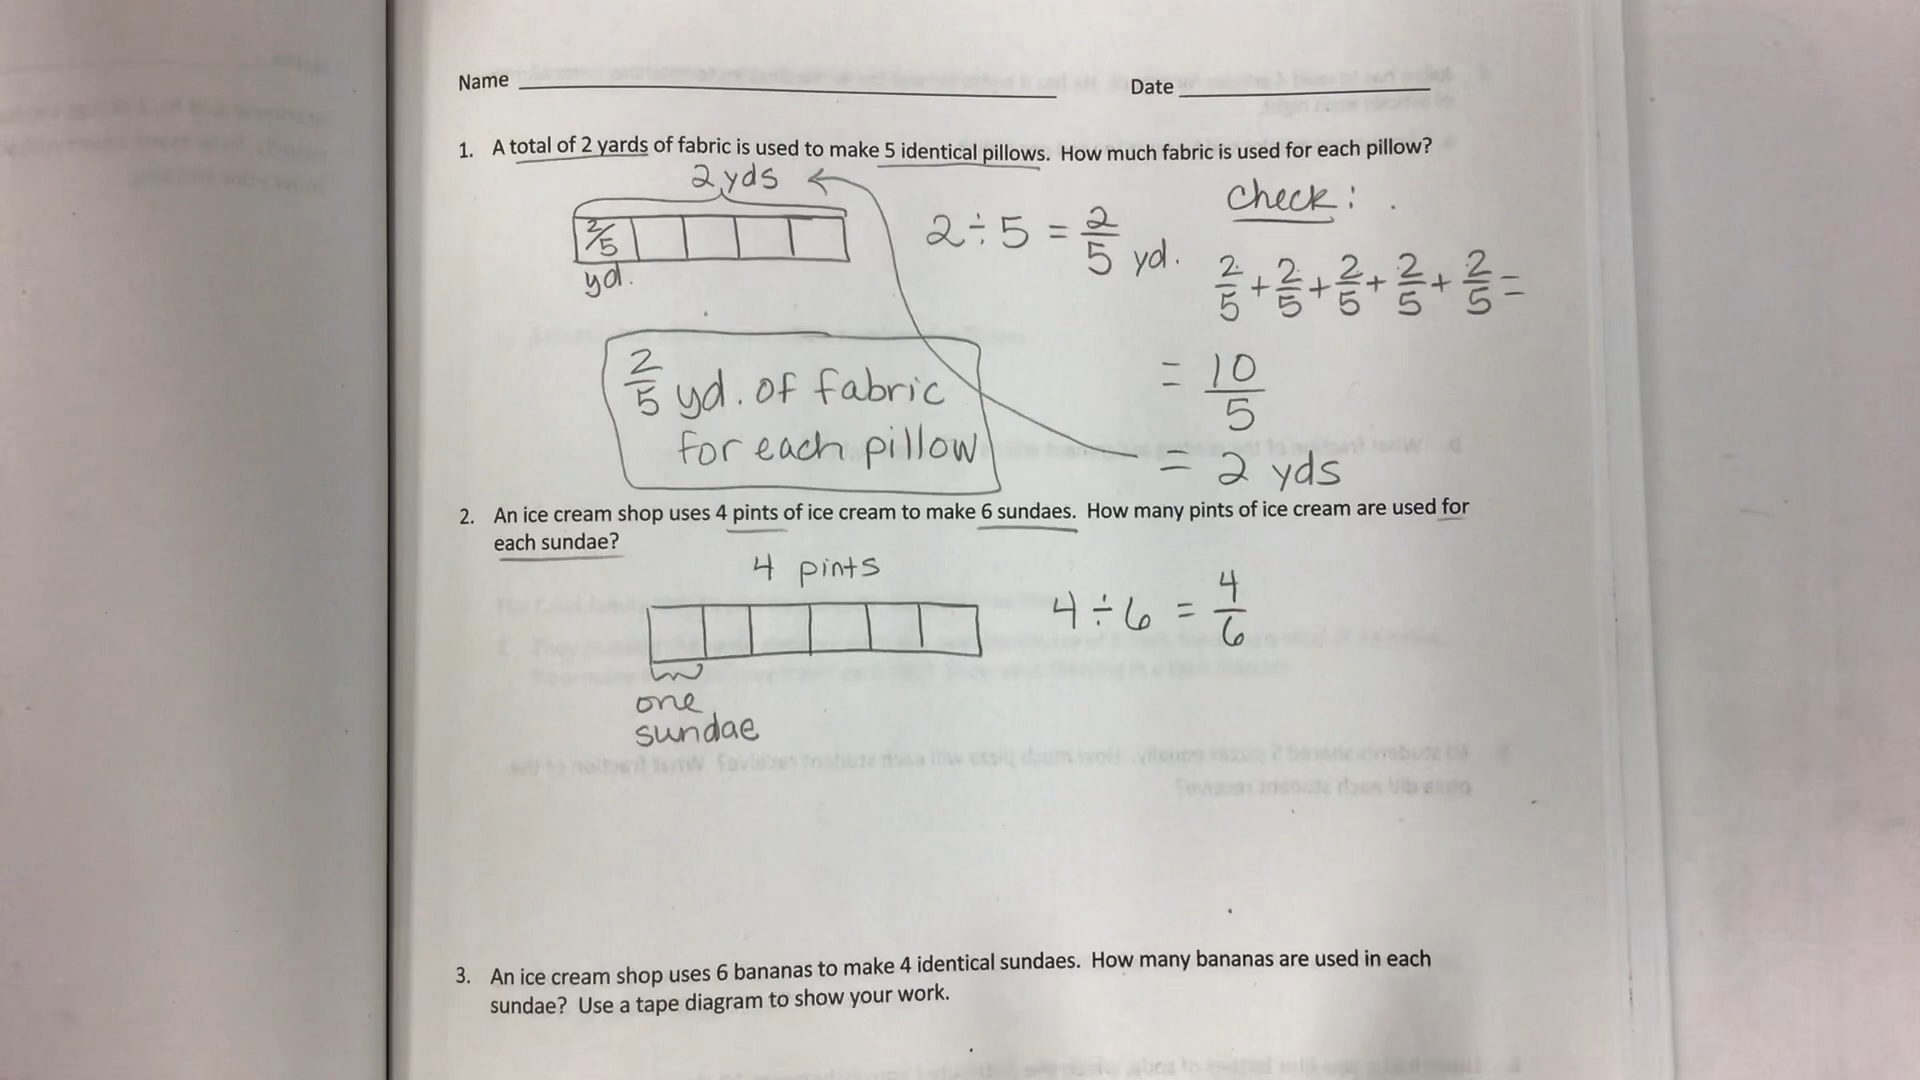 Name Date
1. A total of 2 yards of fabric is used to make 5 identical pillows. How much fabric is used for each pillow?
2 yds
check:
2/5
yd.
2 ÷ 5 = 2/5 yd.
2/5 + 2/5 + 2/5 + 2/5 + 2/5 =
= 10/5
= 2 yds
2/5 yd. of fabric
for each pillow
2. An ice cream shop uses 4 pints of ice cream to make 6 sundaes. How many pints of ice cream are used for
each sundae?
4 pints
4 ÷ 6 = 4/6
one
sundae
3. An ice cream shop uses 6 bananas to make 4 identical sundaes. How many bananas are used in each
sundae? Use a tape diagram to show your work.